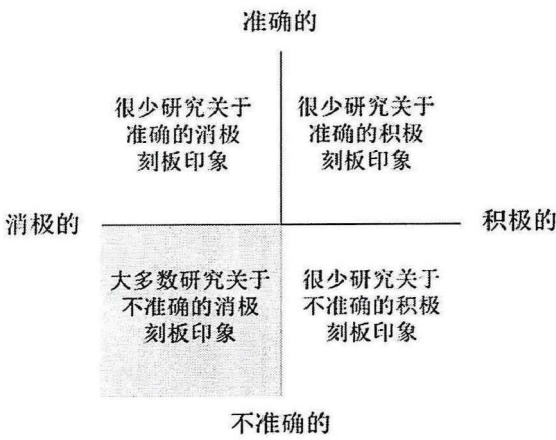 准确的
很少研究关于
准确的消极
刻板印象
很少研究关于
准确的积极
刻板印象
消极的
积极的
大多数研究关于
不准确的消极
刻板印象
很少研究关于
不准确的积极
刻板印象
不准确的